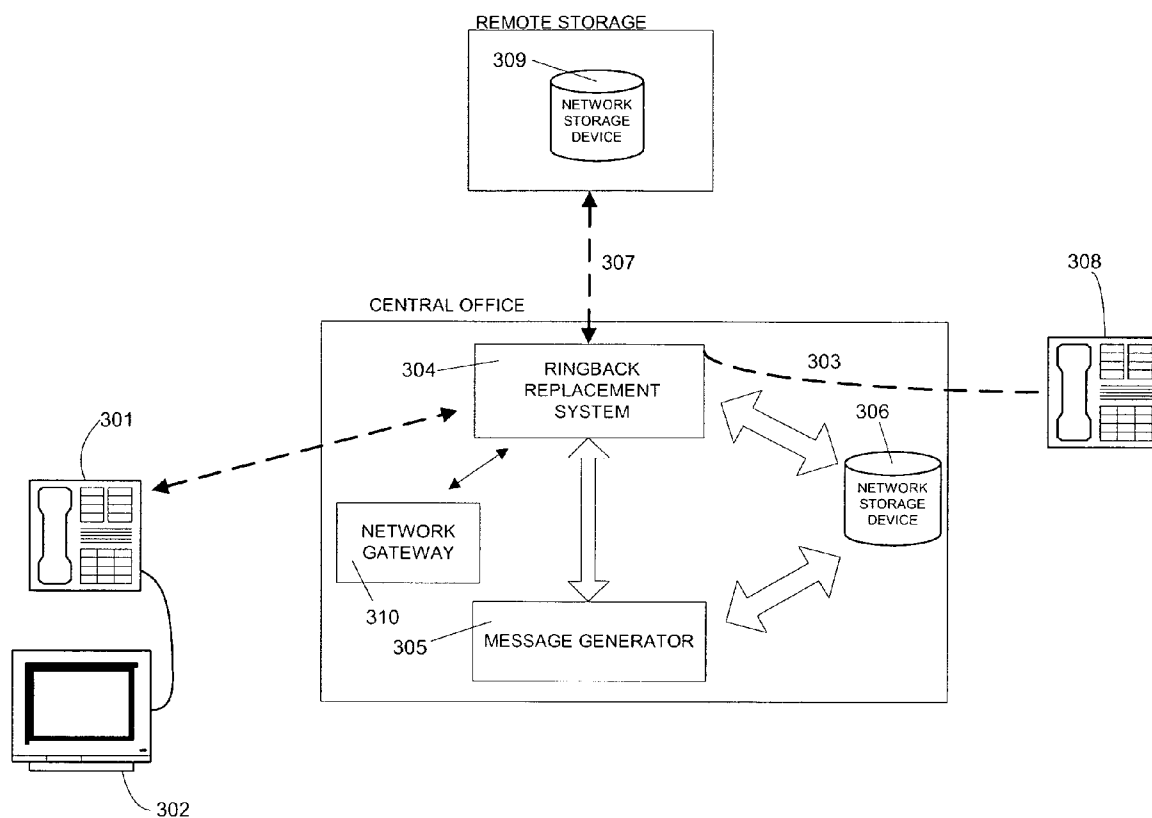 REMOTE STORAGE
309
NETWORK
STORAGE
DEVICE
307
308
CENTRAL OFFICE
304
RINGBACK
REPLACEMENT
SYSTEM
303
301
306
NETWORK
STORAGE
DEVICE
NETWORK
GATEWAY
310
305
MESSAGE GENERATOR
302